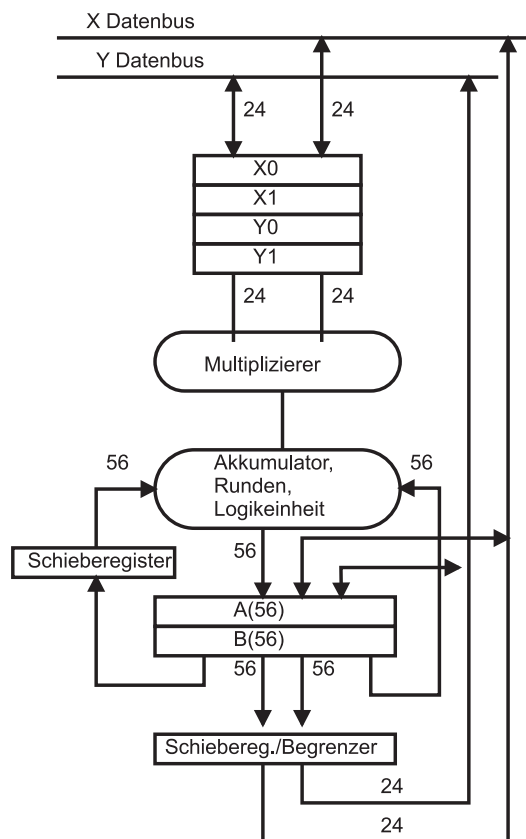 X Datenbus
Y Datenbus
24
24
X0
X1
Y0
Y1
24
24
Multiplizierer
56
Akkumulator,
Runden,
Logikeinheit
56
56
Schieberegister
A(56)
B(56)
56
56
Schiebereg./Begrenzer
24
24